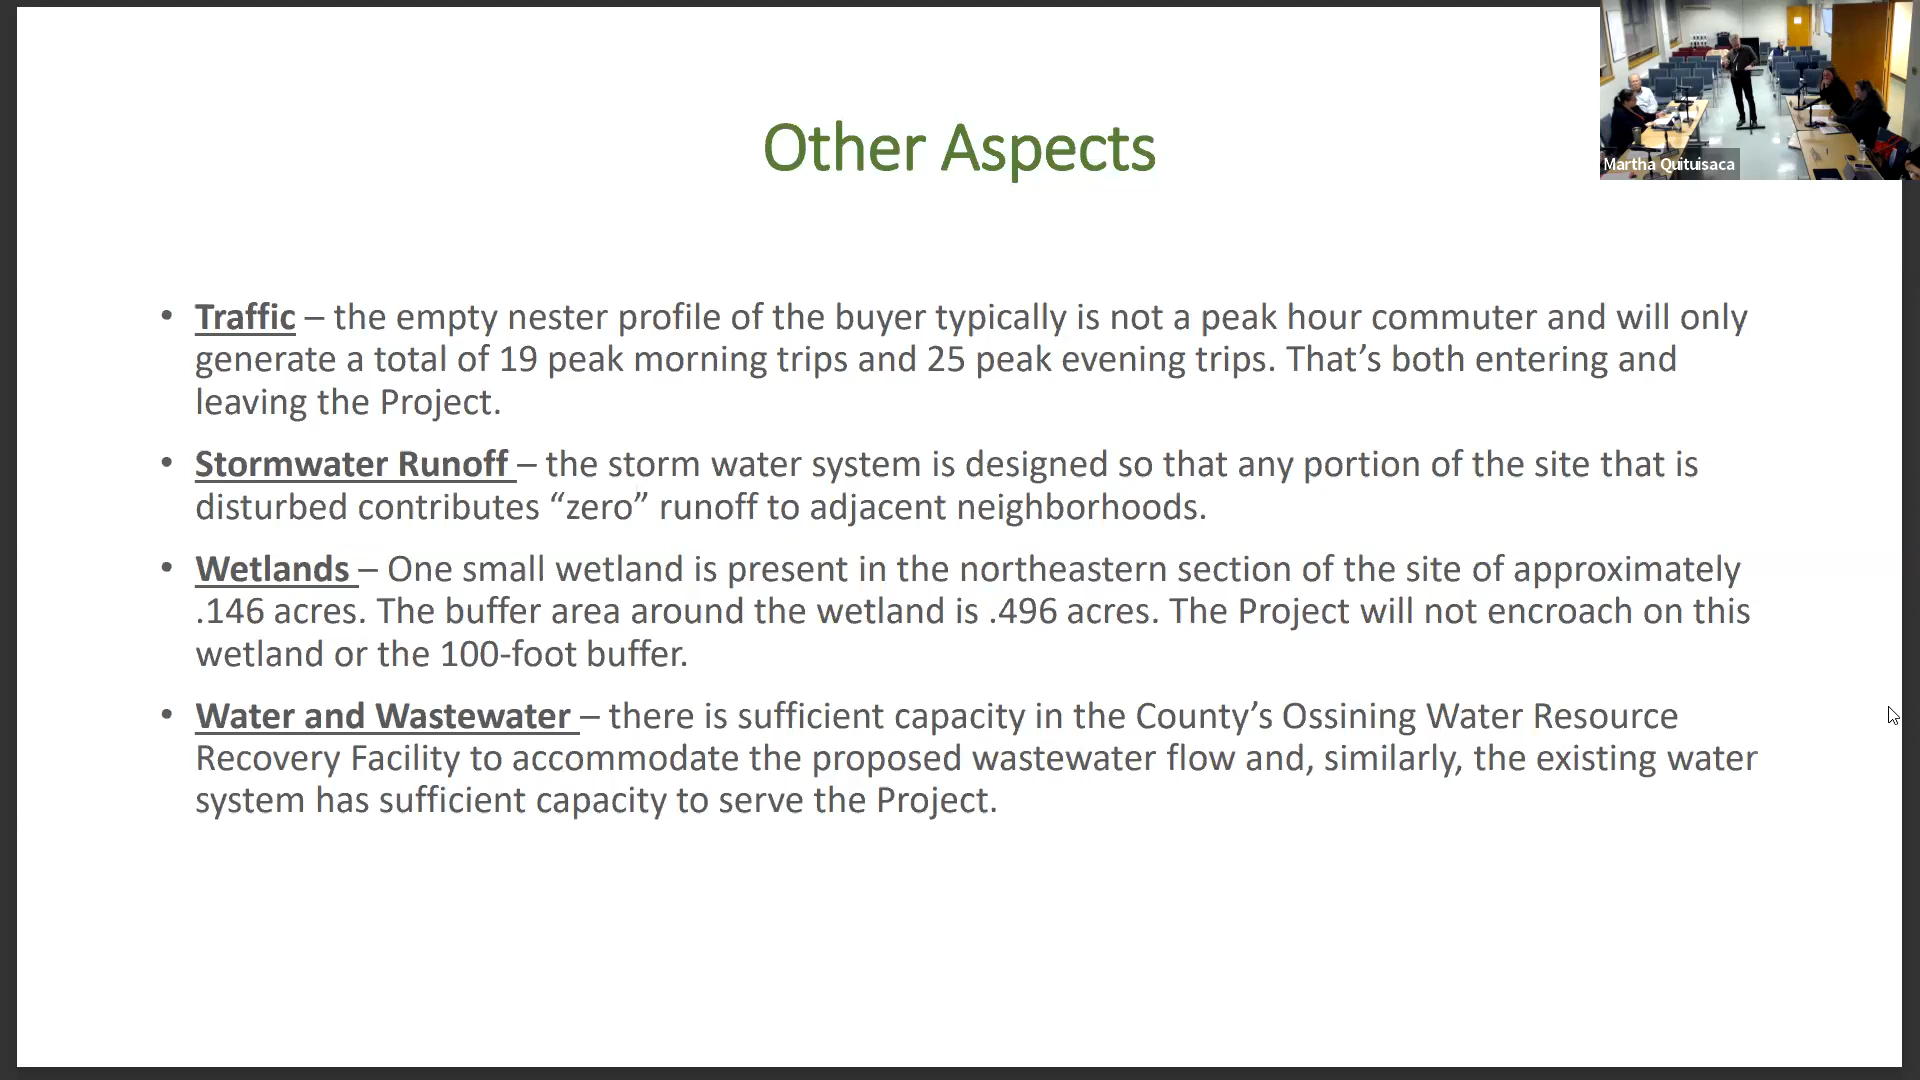 Other Aspects
Martha Quituisaca
• Traffic – the empty nester profile of the buyer typically is not a peak hour commuter and will only
generate a total of 19 peak morning trips and 25 peak evening trips. That’s both entering and
leaving the Project.
• Stormwater Runoff – the storm water system is designed so that any portion of the site that is
disturbed contributes “zero” runoff to adjacent neighborhoods.
• Wetlands – One small wetland is present in the northeastern section of the site of approximately
.146 acres. The buffer area around the wetland is .496 acres. The Project will not encroach on this
wetland or the 100-foot buffer.
• Water and Wastewater – there is sufficient capacity in the County’s Ossining Water Resource
Recovery Facility to accommodate the proposed wastewater flow and, similarly, the existing water
system has sufficient capacity to serve the Project.